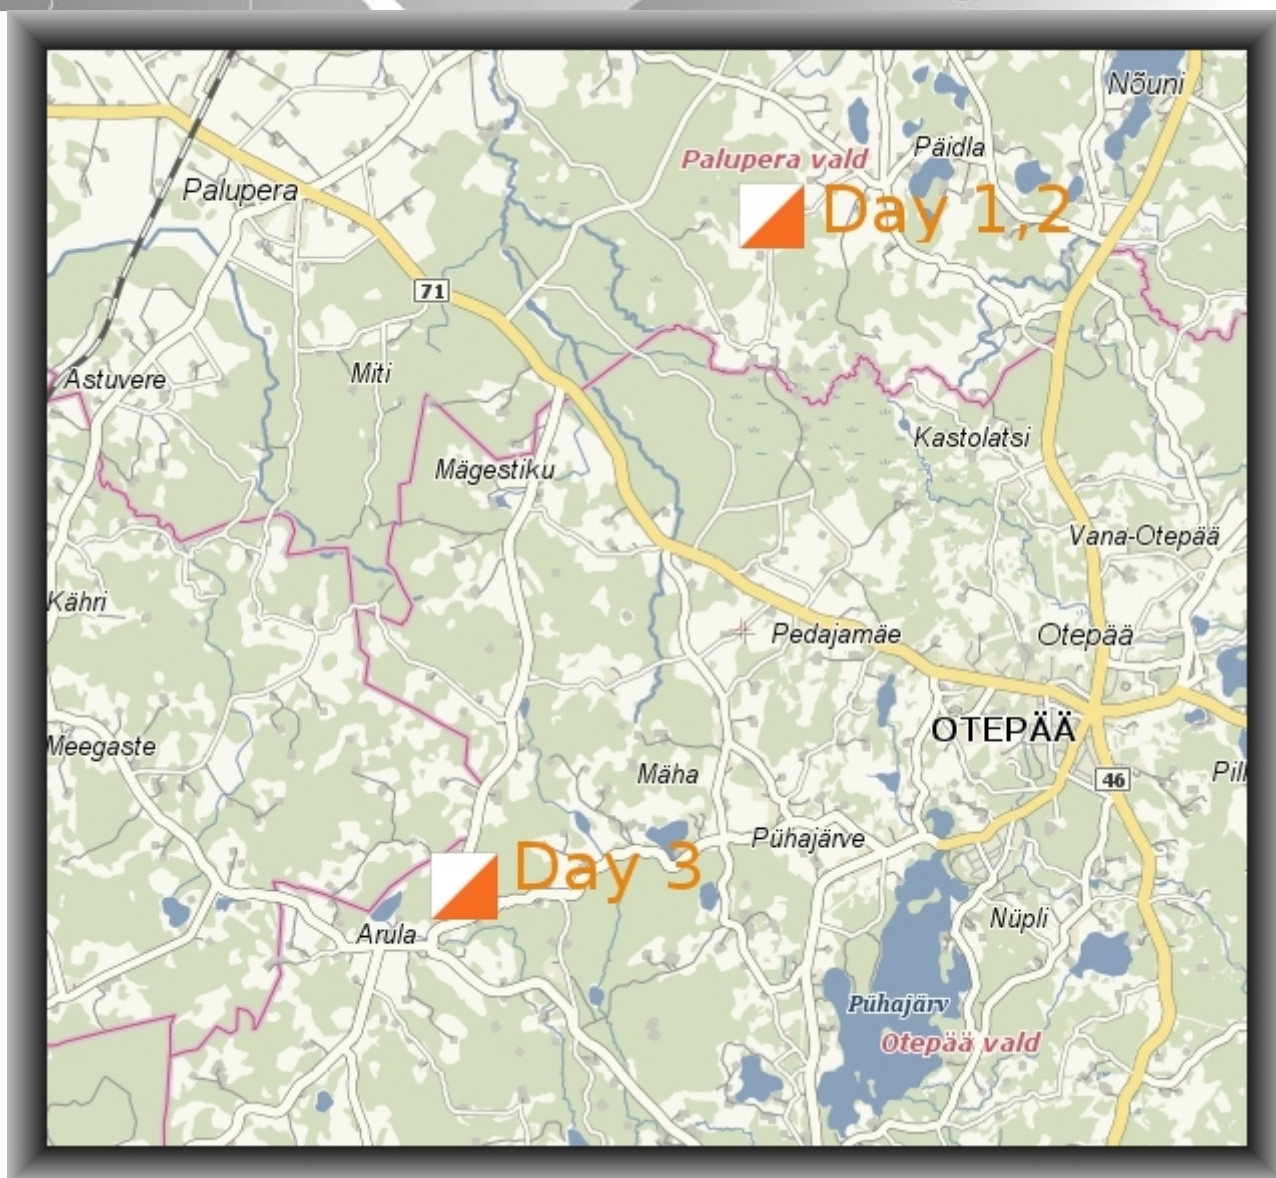 Nõuni
Päidla
Palupera vald
Palupera
Day 1,2
71
Miti
Astuvere
Kastolatsi
Mägestiku
Vana-Otepää
Kähri
Pedajamäe
Otepää
OTEPÄÄ
Meegaste
Mäha
Pill
46
Pühajärve
Day 3
Nüpli
Arula
Pühajärv
Otepää vald